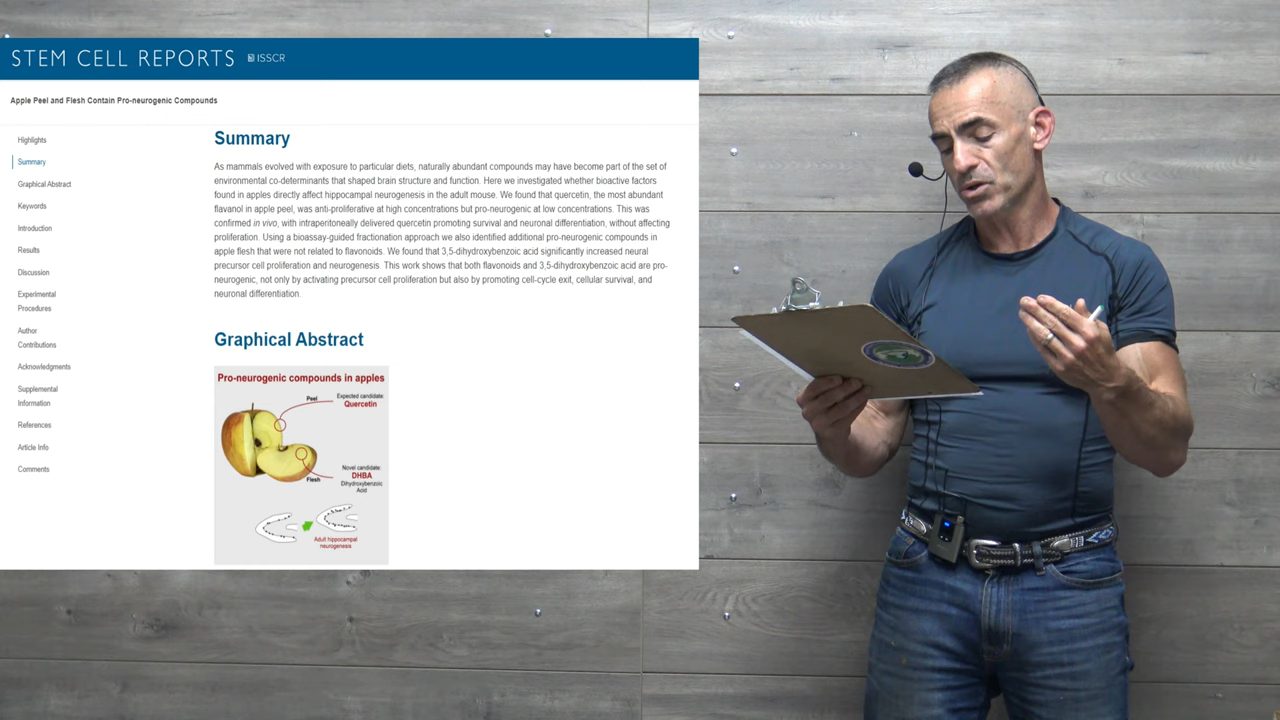 STEM CELL REPORTS ISSCR
Apple Peel and Flesh Contain Pro-neurogenic Compounds
Highlights
Summary
Graphical Abstract
Keywords
Introduction
Results
Discussion
Experimental
Procedures
Author
Contributions
Acknowledgments
Supplemental
Information
References
Article Info
Comments
Summary
As mammals evolved with exposure to particular diets, naturally abundant compounds may have become part of the set of
environmental co-determinants that shaped brain structure and function. Here we investigated whether bioactive factors
found in apples directly affect hippocampal neurogenesis in the adult mouse. We found that quercetin, the most abundant
flavanol in apple peel, was anti-proliferative at high concentrations but pro-neurogenic at low concentrations. This was
confirmed in vivo, with intraperitoneally delivered quercetin promoting survival and neuronal differentiation, without affecting
proliferation. Using a bioassay-guided fractionation approach we also identified additional pro-neurogenic compounds in
apple flesh that were not related to flavonoids. We found that 3,5-dihydroxybenzoic acid significantly increased neural
precursor cell proliferation and neurogenesis. This work shows that both flavonoids and 3,5-dihydroxybenzoic acid are pro-
neurogenic, not only by activating precursor cell proliferation but also by promoting cell-cycle exit, cellular survival, and
neuronal differentiation.
Graphical Abstract
Pro-neurogenic compounds in apples
Peel
Expected candidate:
Quercetin
Novel candidate:
DHBA
Dihydroxybenzoic
Acid
Flesh
Adult hippocampal
neurogenesis